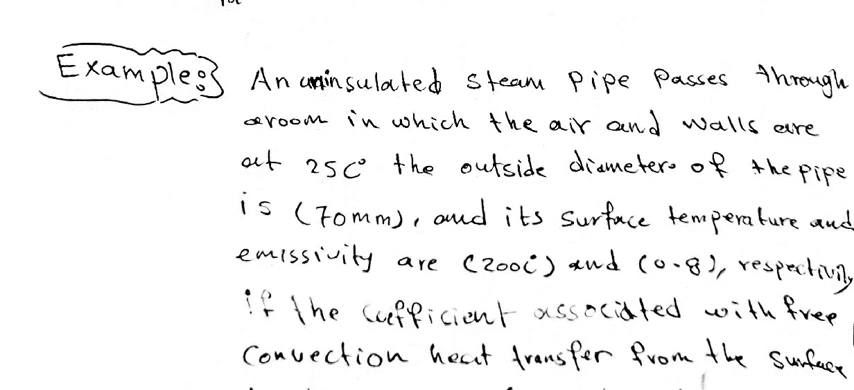 Example: An uninsulated steam pipe passes through
a room in which the air and walls are
at 25C° the outside diameter of the pipe
is (70mm), and its surface temperature and
emissivity are (200C°) and (0.8), respectivily
if the coefficient associated with free
convection heat transfer from the surface